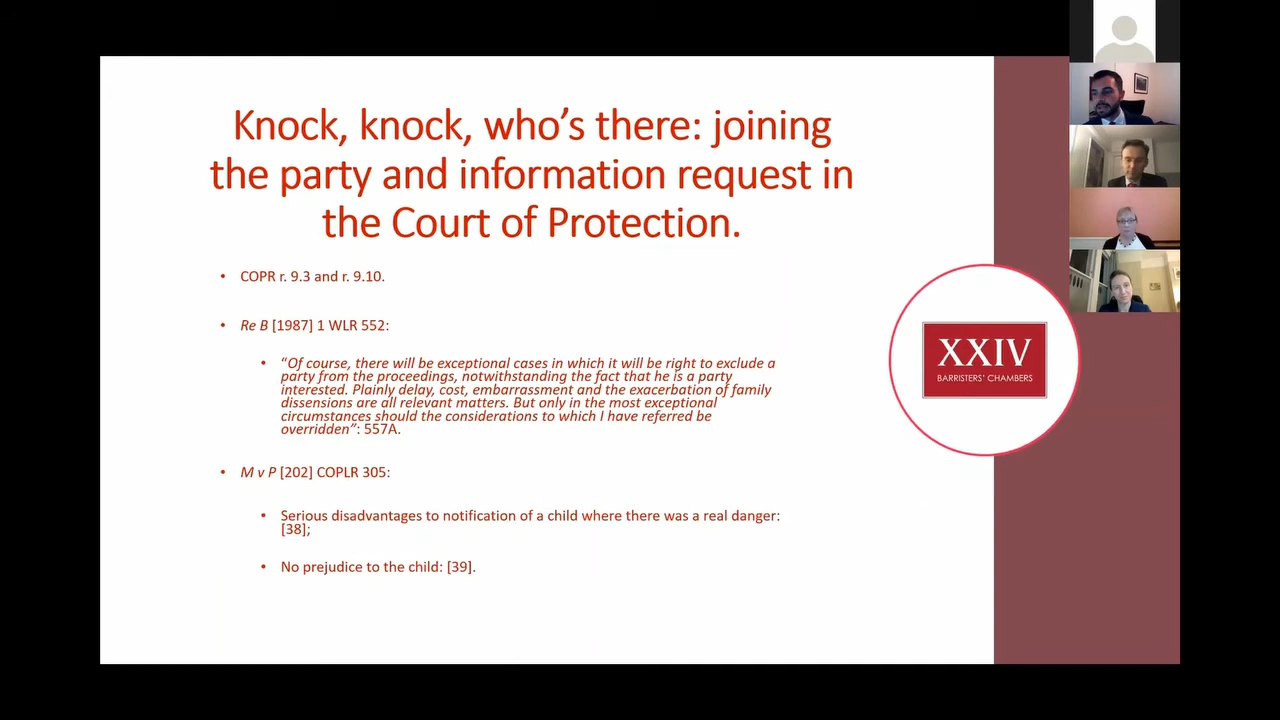 Knock, knock, who’s there: joining
the party and information request in
the Court of Protection.
• COPR r. 9.3 and r. 9.10.
• Re B [1987] 1 WLR 552:
• “Of course, there will be exceptional cases in which it will be right to exclude a
party from the proceedings, notwithstanding the fact that he is a party
interested. Plainly delay, cost, embarrassment and the exacerbation of family
dissensions are all relevant matters. But only in the most exceptional
circumstances should the considerations to which I have referred be
overridden”: 557A.
• M v P [202] COPLR 305:
• Serious disadvantages to notification of a child where there was a real danger:
[38];
• No prejudice to the child: [39].
XXIV
BARRISTERS’ CHAMBERS